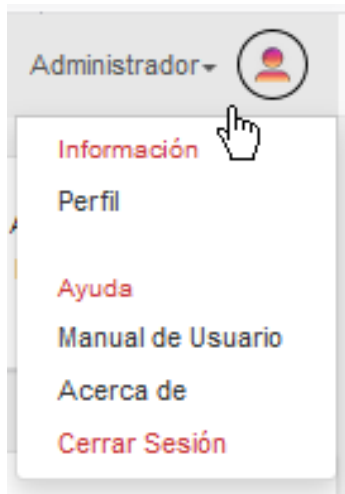 Administrador
Información
Perfil
Ayuda
Manual de Usuario
Acerca de
Cerrar Sesión